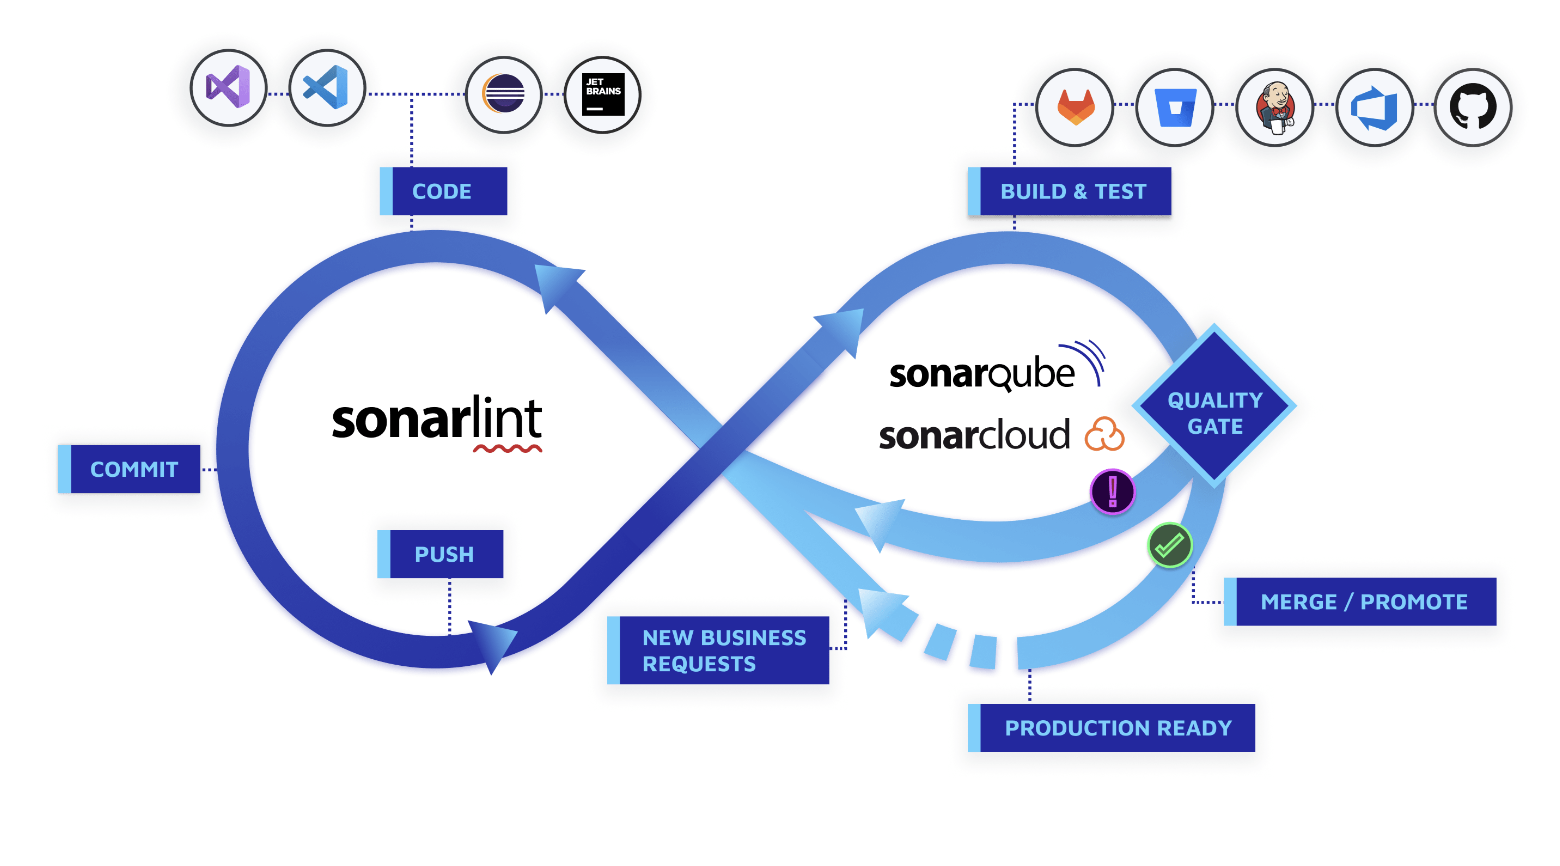 JET
BRAINS
CODE
BUILD & TEST
sonarlint
sonarqube
sonarcloud
QUALITY
GATE
COMMIT
PUSH
MERGE / PROMOTE
NEW BUSINESS
REQUESTS
PRODUCTION READY